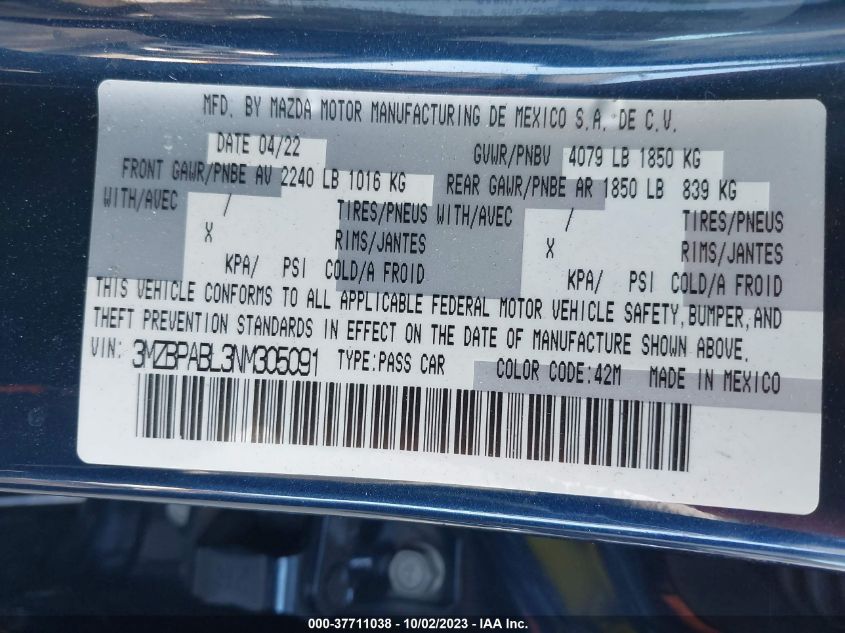 MFD. BY MAZDA MOTOR MANUFACTURING DE MEXICO S.A. DE C.V.
DATE 04/22 GVWR/PNBV 4079 LB 1850 KG
FRONT GAWR/PNBE AV 2240 LB 1016 KG REAR GAWR/PNBE AR 1850 LB 839 KG
WITH/AVEC / TIRES/PNEUS WITH/AVEC / TIRES/PNEUS
X RIMS/JANTES X RIMS/JANTES
KPA/ PSI COLD/A FROID KPA/ PSI COLD/A FROID
THIS VEHICLE CONFORMS TO ALL APPLICABLE FEDERAL MOTOR VEHICLE SAFETY, BUMPER, AND
THEFT PREVENTION STANDARDS IN EFFECT ON THE DATE OF MANUFACTURE SHOWN ABOVE.
VIN: 3MZBPABL3NM305091 TYPE:PASS CAR COLOR CODE:42M MADE IN MEXICO
000-37711038 - 10/02/2023 - IAA Inc.